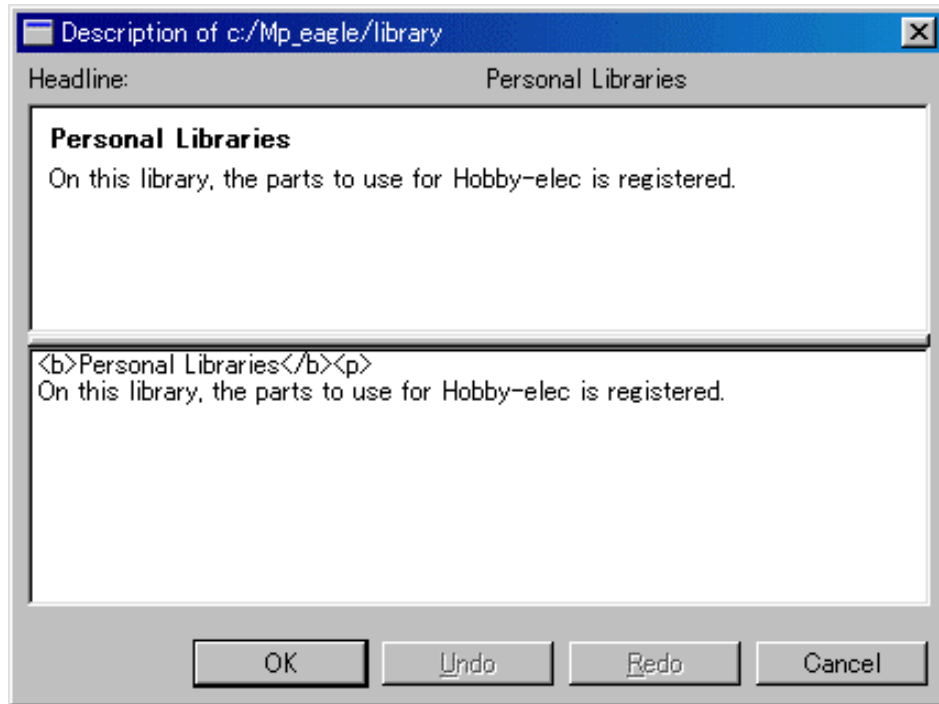 Description of c:/Mp_eagle/library
Headline: Personal Libraries
Personal Libraries
On this library, the parts to use for Hobby-elec is registered.
<b>Personal Libraries</b><p>
On this library, the parts to use for Hobby-elec is registered.
OK Undo Redo Cancel